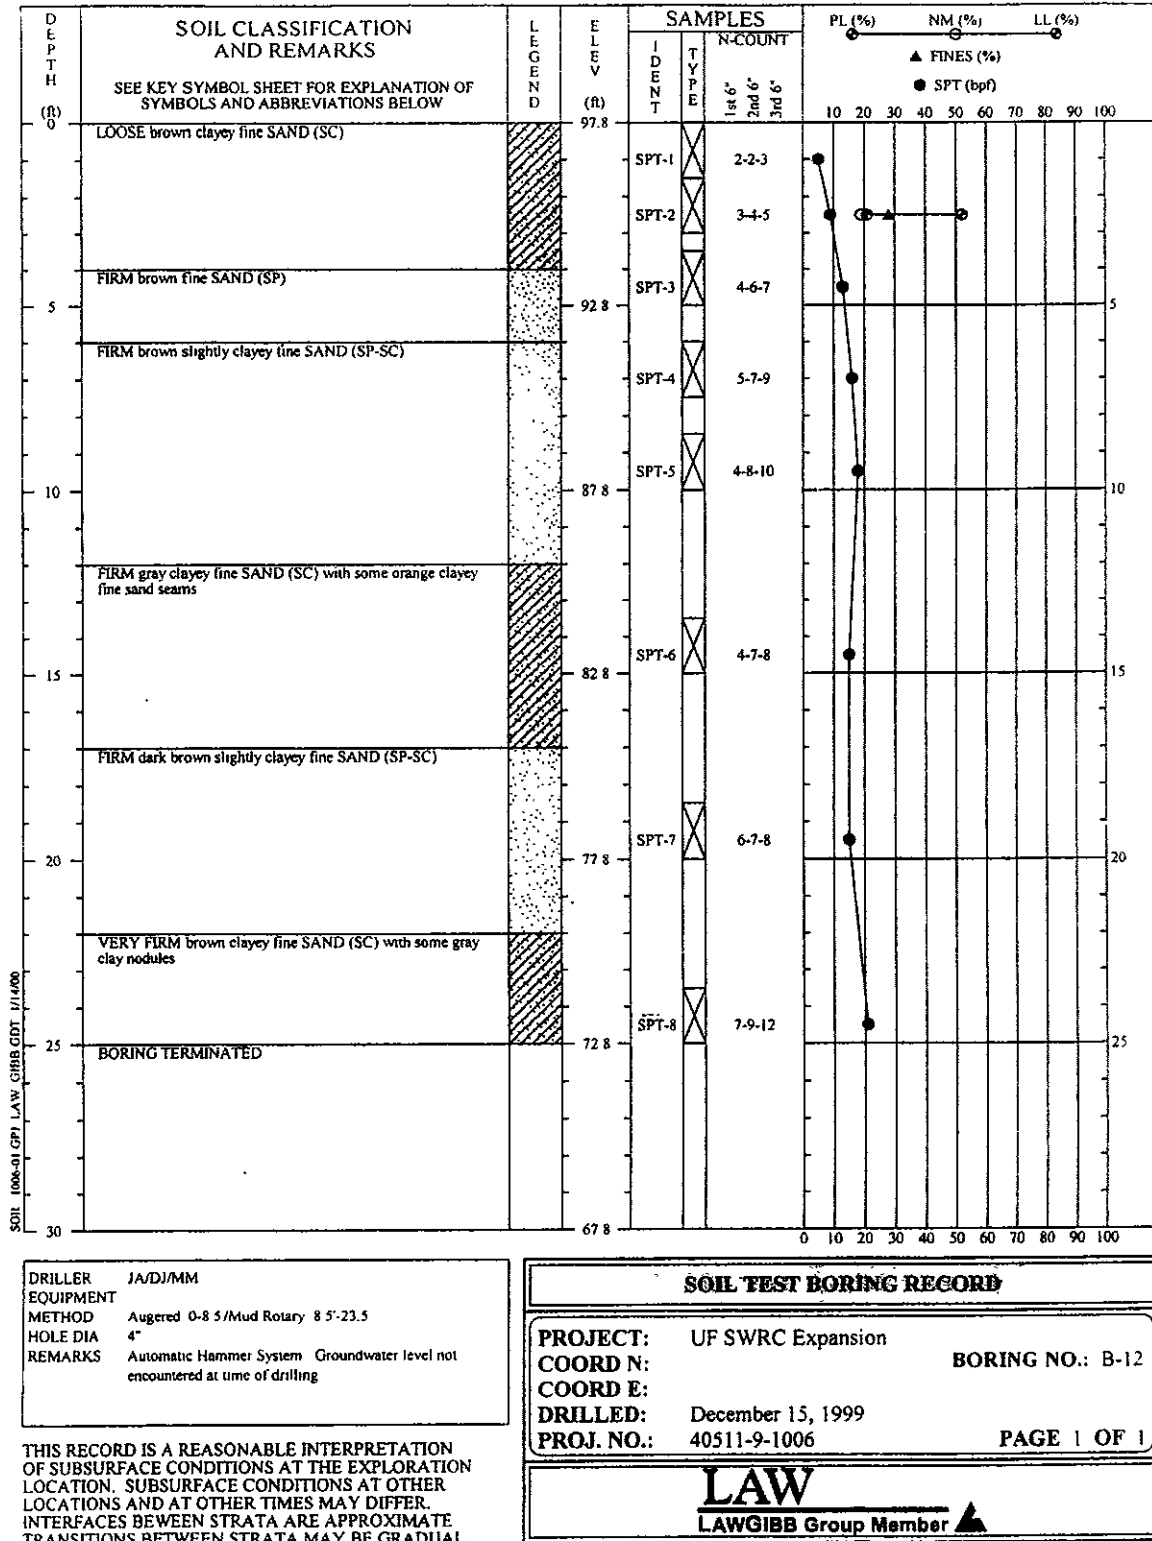 DEPTH (ft)
SOIL CLASSIFICATION
AND REMARKS
SEE KEY SYMBOL SHEET FOR EXPLANATION OF
SYMBOLS AND ABBREVIATIONS BELOW
LEGEND
ELEV (ft)
SAMPLES
IDENT
TYPE
N-COUNT
1st 6"
2nd 6"
3rd 6"
PL (%) NM (%) LL (%)
▲ FINES (%)
● SPT (bpf)
10 20 30 40 50 60 70 80 90 100
0 LOOSE brown clayey fine SAND (SC) 97.8
SPT-1 2-2-3
SPT-2 3-4-5
FIRM brown fine SAND (SP)
SPT-3 4-6-7
5 92 8 5
FIRM brown slightly clayey fine SAND (SP-SC)
SPT-4 5-7-9
SPT-5 4-8-10
10 87 8 10
FIRM gray clayey fine SAND (SC) with some orange clayey
fine sand seams
SPT-6 4-7-8
15 82 8 15
FIRM dark brown slightly clayey fine SAND (SP-SC)
SPT-7 6-7-8
20 77 8 20
VERY FIRM brown clayey fine SAND (SC) with some gray
clay nodules
SPT-8 7-9-12
25 72 8 25
BORING TERMINATED
30 67 8
0 10 20 30 40 50 60 70 80 90 100
SOIL 1006-01 GPJ LAW GIBB GDT 1/14/00
DRILLER JA/DJ/MM
EQUIPMENT
METHOD Augered 0-8 5'/Mud Rotary 8 5'-23.5
HOLE DIA 4"
REMARKS Automatic Hammer System Groundwater level not
encountered at time of drilling
SOIL TEST BORING RECORD
PROJECT: UF SWRC Expansion
COORD N: BORING NO.: B-12
COORD E:
DRILLED: December 15, 1999
PROJ. NO.: 40511-9-1006 PAGE 1 OF 1
THIS RECORD IS A REASONABLE INTERPRETATION
OF SUBSURFACE CONDITIONS AT THE EXPLORATION
LOCATION. SUBSURFACE CONDITIONS AT OTHER
LOCATIONS AND AT OTHER TIMES MAY DIFFER.
INTERFACES BEWEEN STRATA ARE APPROXIMATE
TRANSITIONS BETWEEN STRATA MAY BE GRADUAL
LAW
LAWGIBB Group Member